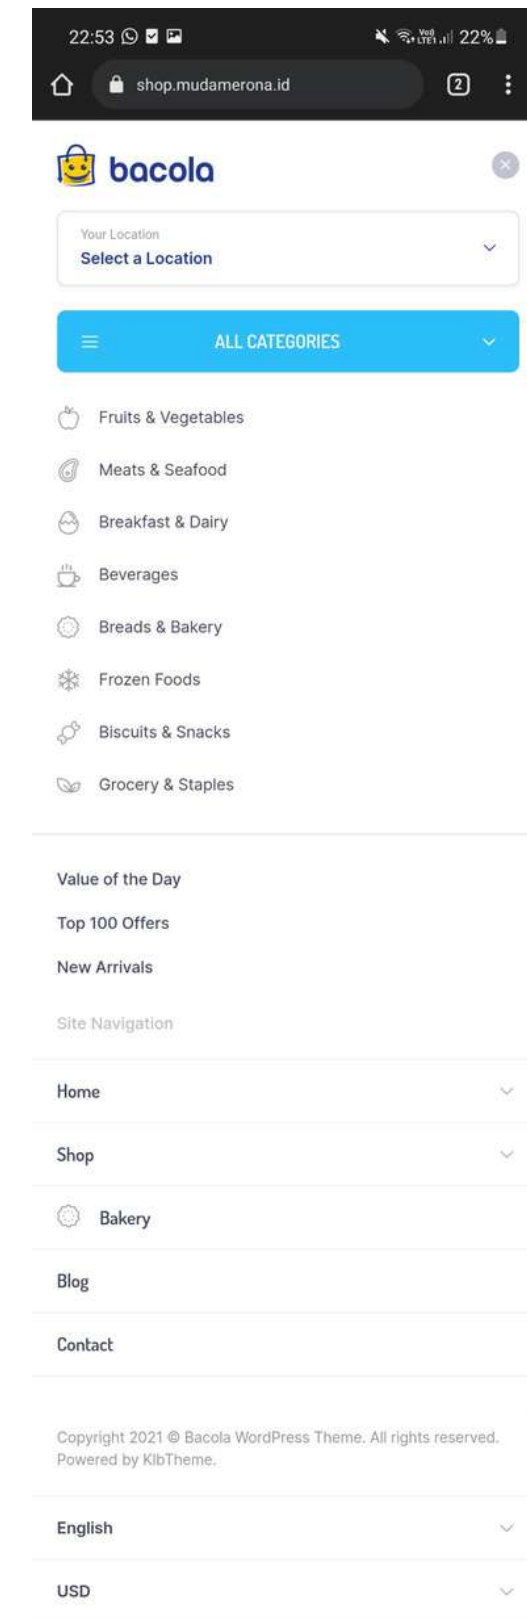 22:53
Vo)) LTE1 22%
shop.mudamerona.id
2
bacola
Your Location
Select a Location
ALL CATEGORIES
Fruits & Vegetables
Meats & Seafood
Breakfast & Dairy
Beverages
Breads & Bakery
Frozen Foods
Biscuits & Snacks
Grocery & Staples
Value of the Day
Top 100 Offers
New Arrivals
Site Navigation
Home
Shop
Bakery
Blog
Contact
Copyright 2021 © Bacola WordPress Theme. All rights reserved.
Powered by KlbTheme.
English
USD